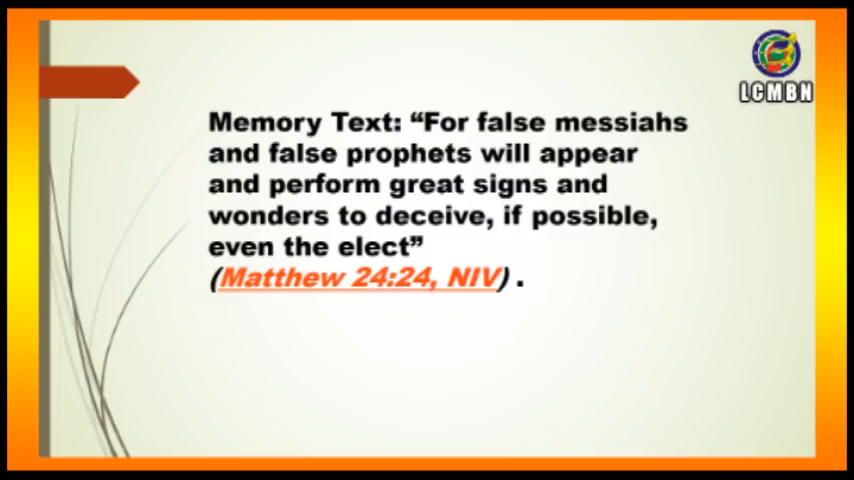 LCMBN
Memory Text: “For false messiahs
and false prophets will appear
and perform great signs and
wonders to deceive, if possible,
even the elect”
(Matthew 24:24, NIV) .